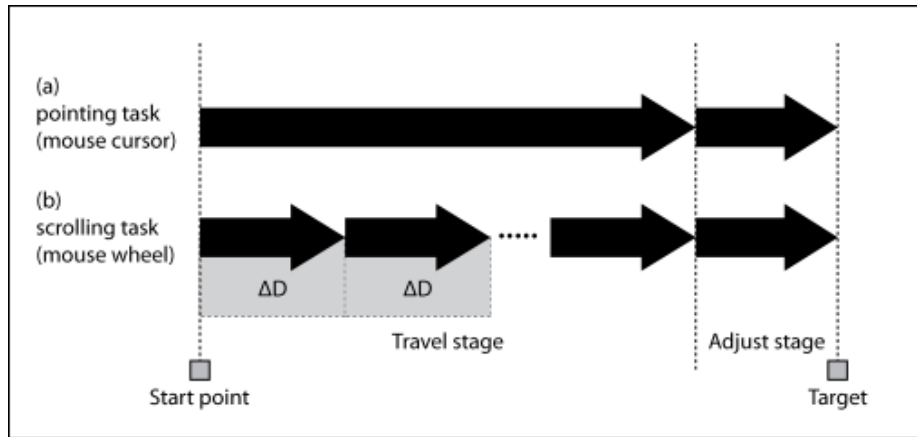 (a)
pointing task
(mouse cursor)
(b)
scrolling task
(mouse wheel)
ΔD ΔD
Travel stage Adjust stage
Start point Target